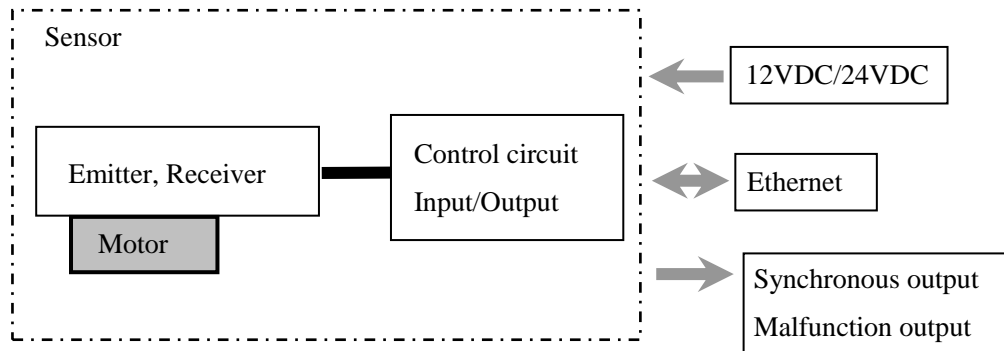 Sensor
12VDC/24VDC
Emitter, Receiver
Control circuit
Input/Output
Ethernet
Motor
Synchronous output
Malfunction output